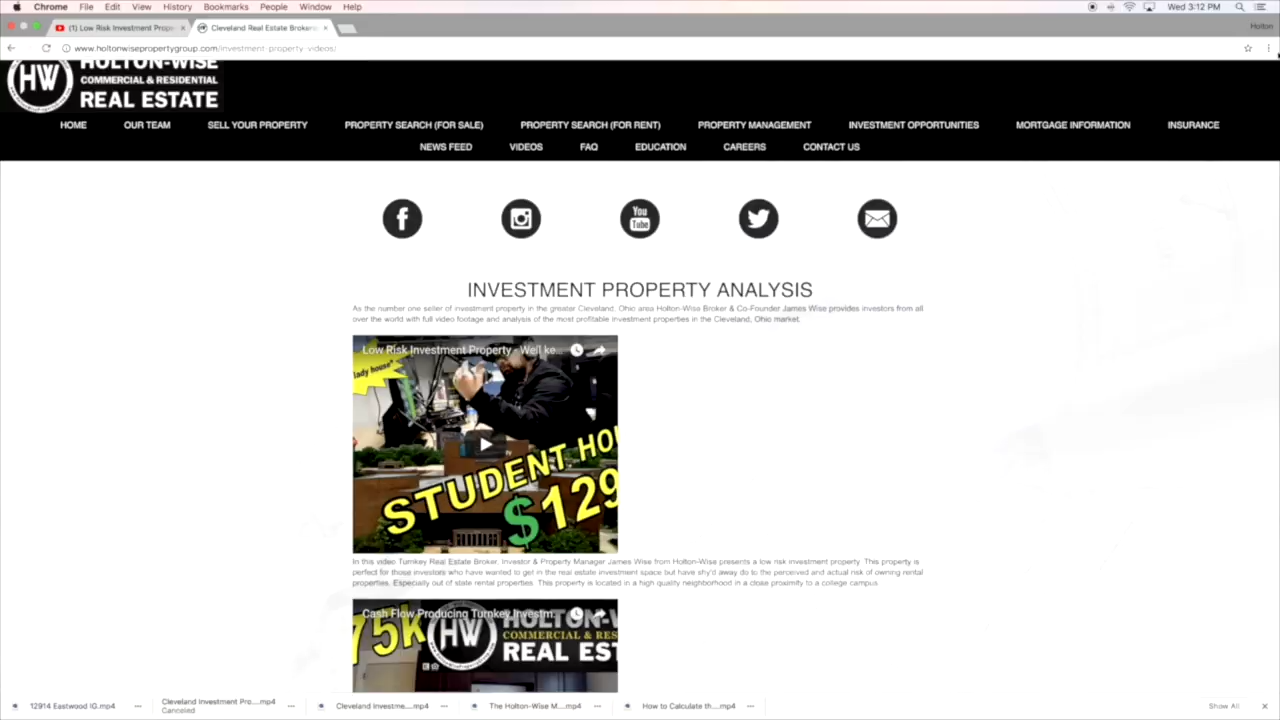 Chrome File Edit View History Bookmarks People Window Help Wed 3:12 PM
(1) Low Risk Investment Prope Cleveland Real Estate Brokera Holton
www.holtonwisepropertygroup.com/investment-property-videos/
HW HOLTON-WISE
COMMERCIAL & RESIDENTIAL
REAL ESTATE
HOME OUR TEAM SELL YOUR PROPERTY PROPERTY SEARCH (FOR SALE) PROPERTY SEARCH (FOR RENT) PROPERTY MANAGEMENT INVESTMENT OPPORTUNITIES MORTGAGE INFORMATION INSURANCE
NEWS FEED VIDEOS FAQ EDUCATION CAREERS CONTACT US
You
Tube
INVESTMENT PROPERTY ANALYSIS
As the number one seller of investment property in the greater Cleveland, Ohio area Holton-Wise Broker & Co-Founder James Wise provides investors from all
over the world with full video footage and analysis of the most profitable investment properties in the Cleveland, Ohio market.
Low Risk Investment Property - We'll ke...
lady house"
STUDENT HOU
$129
In this video Turnkey Real Estate Broker, Investor & Property Manager James Wise from Holton-Wise presents a low risk investment property. This property is
perfect for those investors who have wanted to get in the real estate investment space but have shy'd away do to the perceived and actual risk of owning rental
properties. Especially out of state rental properties. This property is located in a high quality neighborhood in a close proximity to a college campus.
Cash Flow Producing Turnkey Investm...
75k HW HOLTON-W
COMMERCIAL & RES
REAL EST
12914 Eastwood IG.mp4 Cleveland Investment Pro....mp4 Cleveland Investme....mp4 The Holton-Wise M....mp4 How to Calculate th....mp4 Show All
Canceled